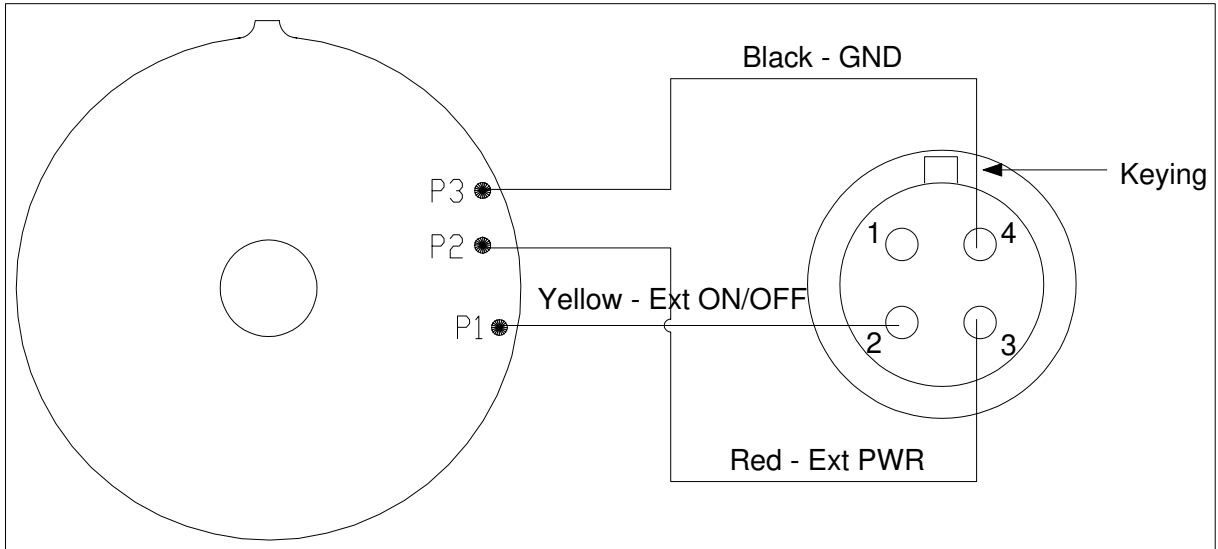 Black - GND
Keying
P3
1
4
P2
Yellow - Ext ON/OFF
P1
2
3
Red - Ext PWR